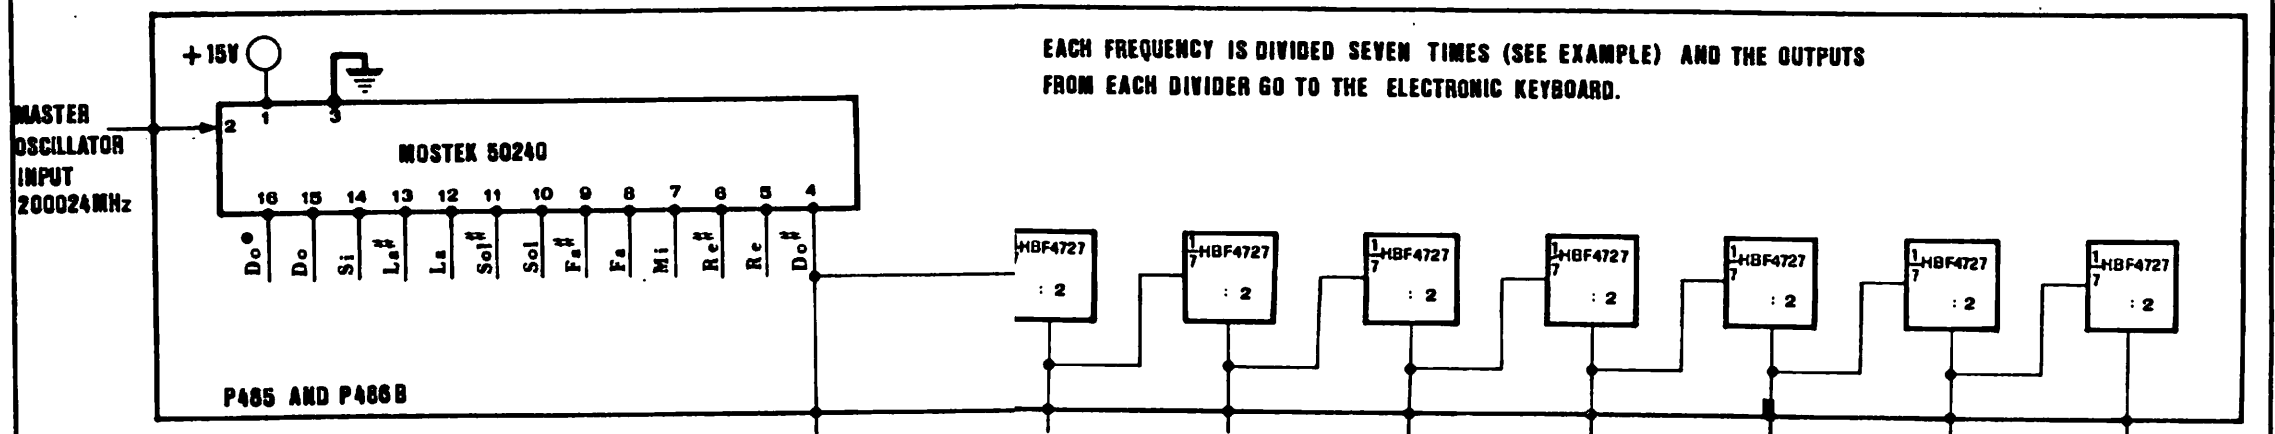 EACH FREQUENCY IS DIVIDED SEVEN TIMES (SEE EXAMPLE) AND THE OUTPUTS
FROM EACH DIVIDER GO TO THE ELECTRONIC KEYBOARD.
+ 15V
MASTER
OSCILLATOR
INPUT
200024MHz
2
1
3
MOSTEK 50240
16 15 14 13 12 11 10 9 8 7 6 5 4
Do• Do Si La# La Sol# Sol Fa# Fa Mi Re# Re Do#
7 HBF4727
: 2
1/7 HBF4727
: 2
1/7 HBF4727
: 2
1/7 HBF4727
: 2
1/7 HBF4727
: 2
1/7 HBF4727
: 2
1/7 HBF4727
: 2
P485 AND P486B